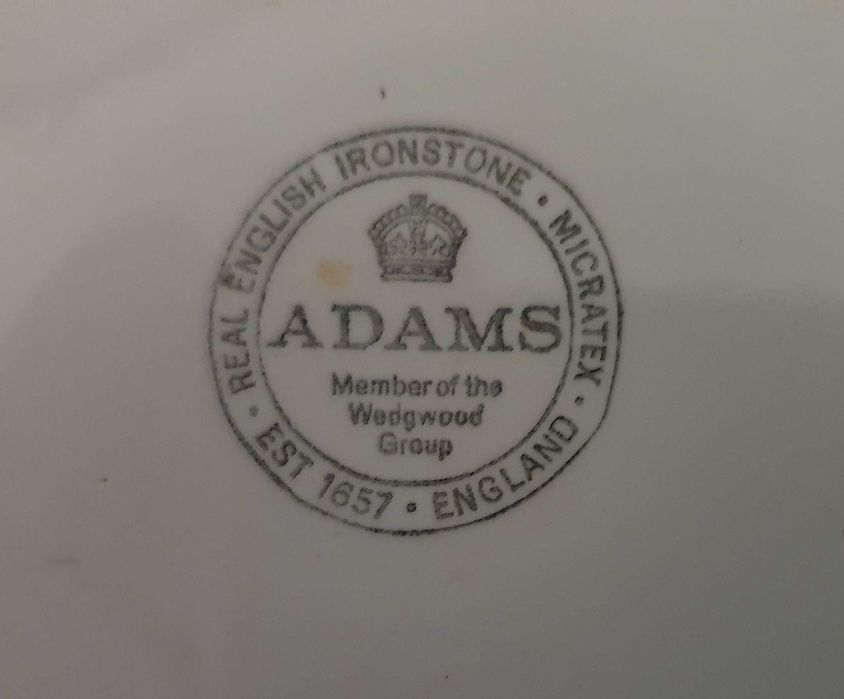 REAL ENGLISH IRONSTONE • MICRATEX •
ADAMS
Member of the
Wedgwood
Group
EST 1657 • ENGLAND •